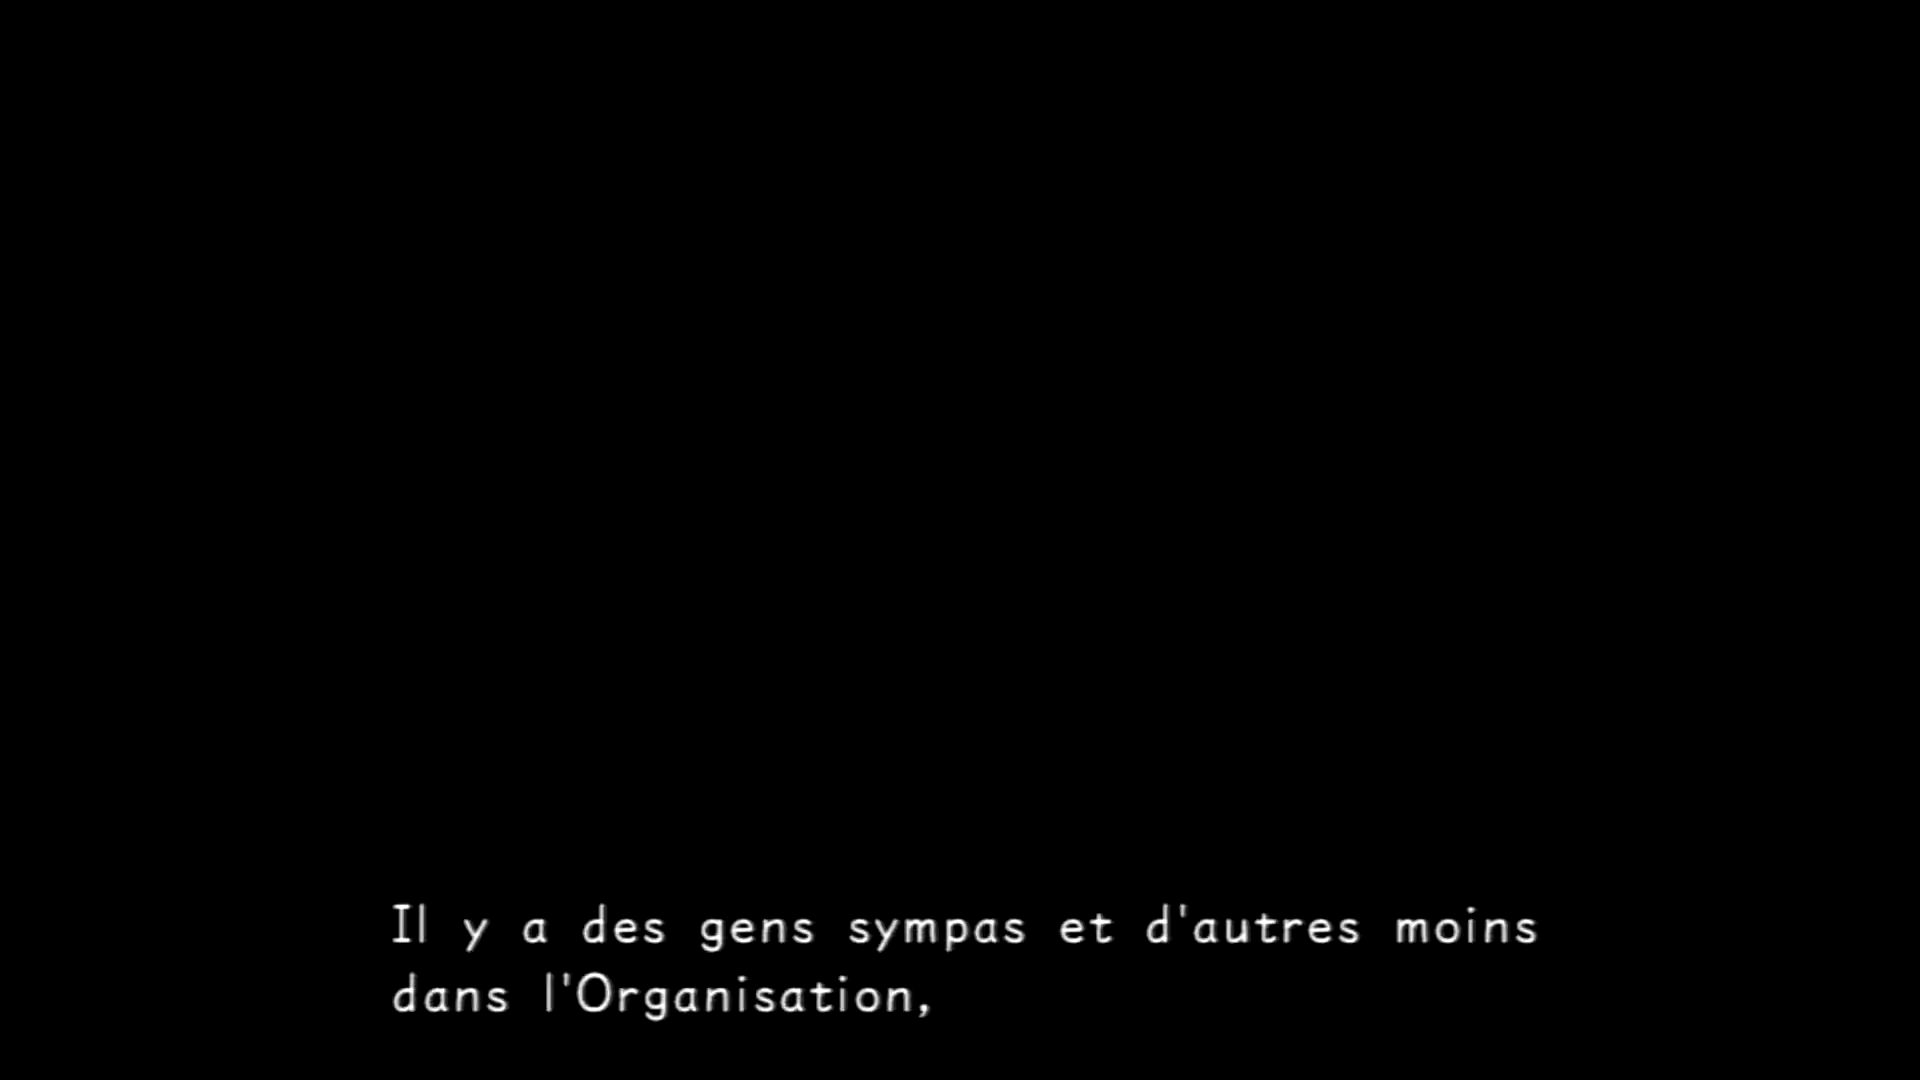 Il y a des gens sympas et d'autres moins
dans l'Organisation,